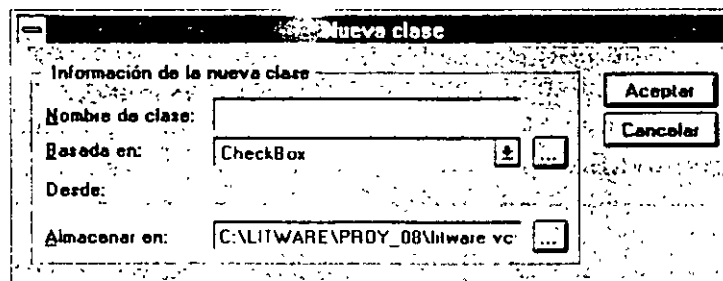 Nueva clase
Información de la nueva clase
Aceptar
Nombre de clase:
Cancelar
Basada en: CheckBox ...
Desde:
Almacenar en: C:\LITWARE\PROY_08\litware vc ...